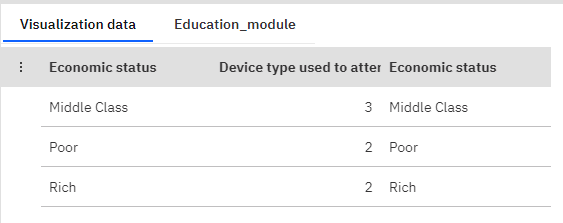 Visualization data Education_module
Economic status Device type used to atter Economic status
Middle Class 3 Middle Class
Poor 2 Poor
Rich 2 Rich